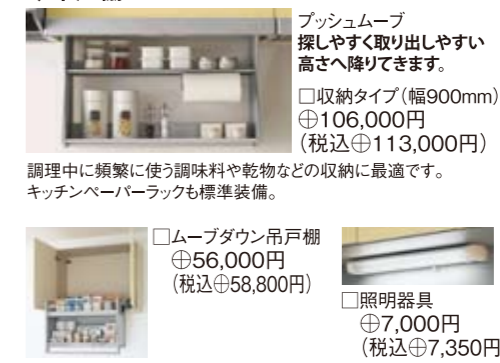 プッシュムーブ
探しやすく取り出しやすい
高さへ降りてきます。
□収納タイプ(幅900mm)
⊕106,000円
(税込⊕113,000円)
調理中に頻繁に使う調味料や乾物などの収納に最適です。
キッチンペーパーラックも標準装備。
□ムーブダウン吊戸棚
⊕56,000円
(税込⊕58,800円)
□照明器具
⊕7,000円
(税込⊕7,350円